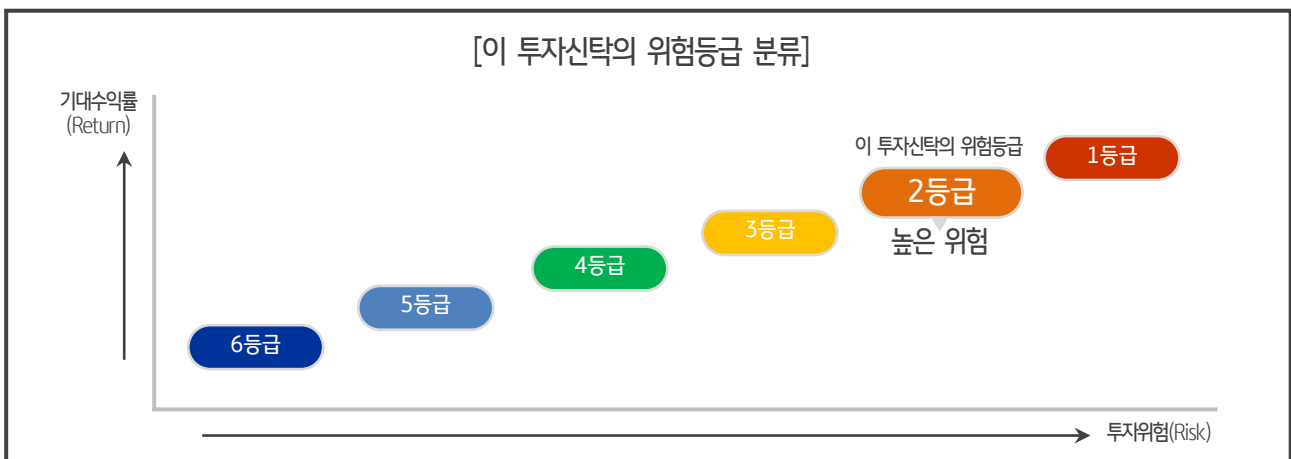 [이 투자신탁의 위험등급 분류]
기대수익률
(Return)
이 투자신탁의 위험등급
1등급
2등급
높은 위험
3등급
4등급
5등급
6등급
투자위험(Risk)